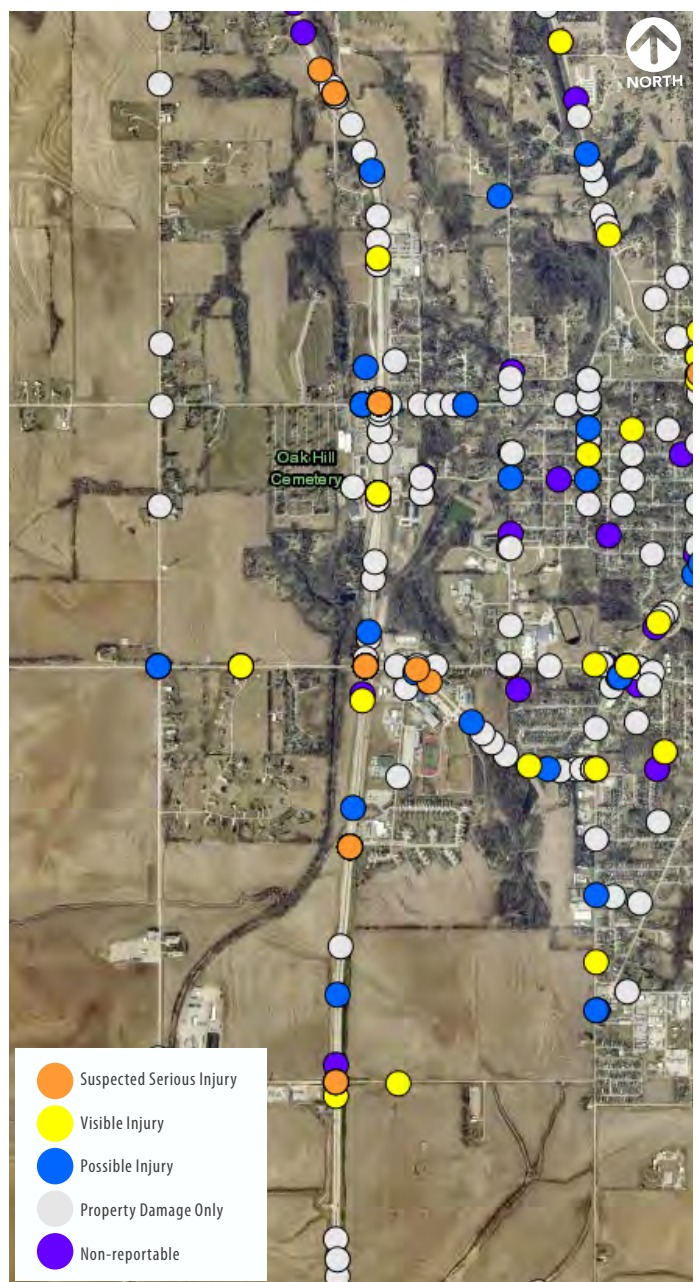 NORTH
Oak Hill
Cemetery
Suspected Serious Injury
Visible Injury
Possible Injury
Property Damage Only
Non-reportable